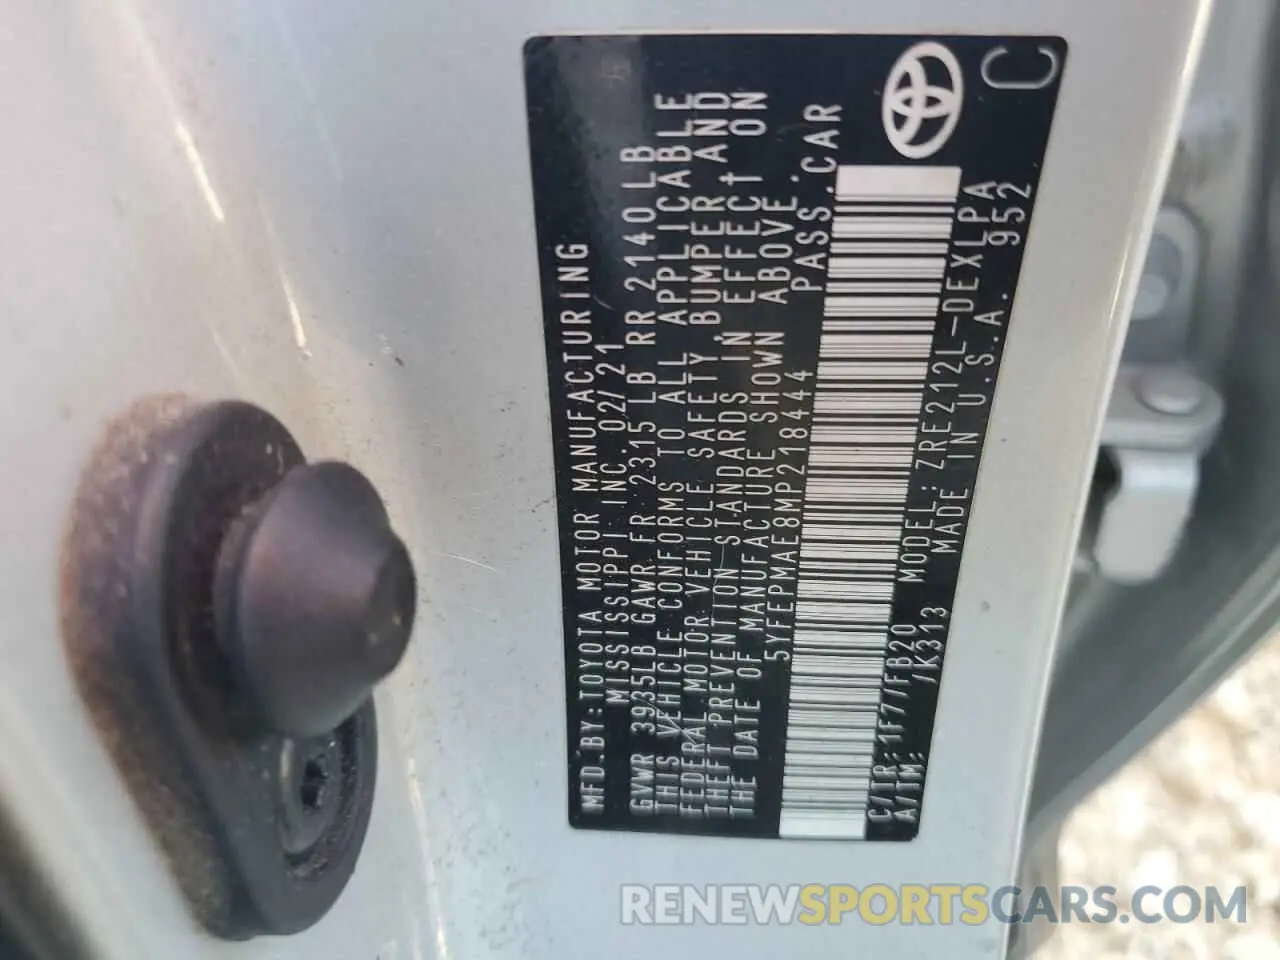 MFD.BY:TOYOTA MOTOR MANUFACTURING
MISSISSIPPI INC. 02/21
GVWR 3935LB GAWR FR 2315 LB RR 2140LB
THIS VEHICLE CONFORMS TO ALL APPLICABLE
FEDERAL MOTOR VEHICLE SAFETY, BUMPER AND
THEFT PREVENTION STANDARDS IN EFFECT ON
THE DATE OF MANUFACTURE SHOWN ABOVE.
5YFEPMAE8MP218444 PASS.CAR
C/TR:1F7/FB20 MODEL:ZRE212L-DEXLPA
A/TM: /K313 MADE IN U.S.A. 952
C
RENEWSPORTSCARS.COM